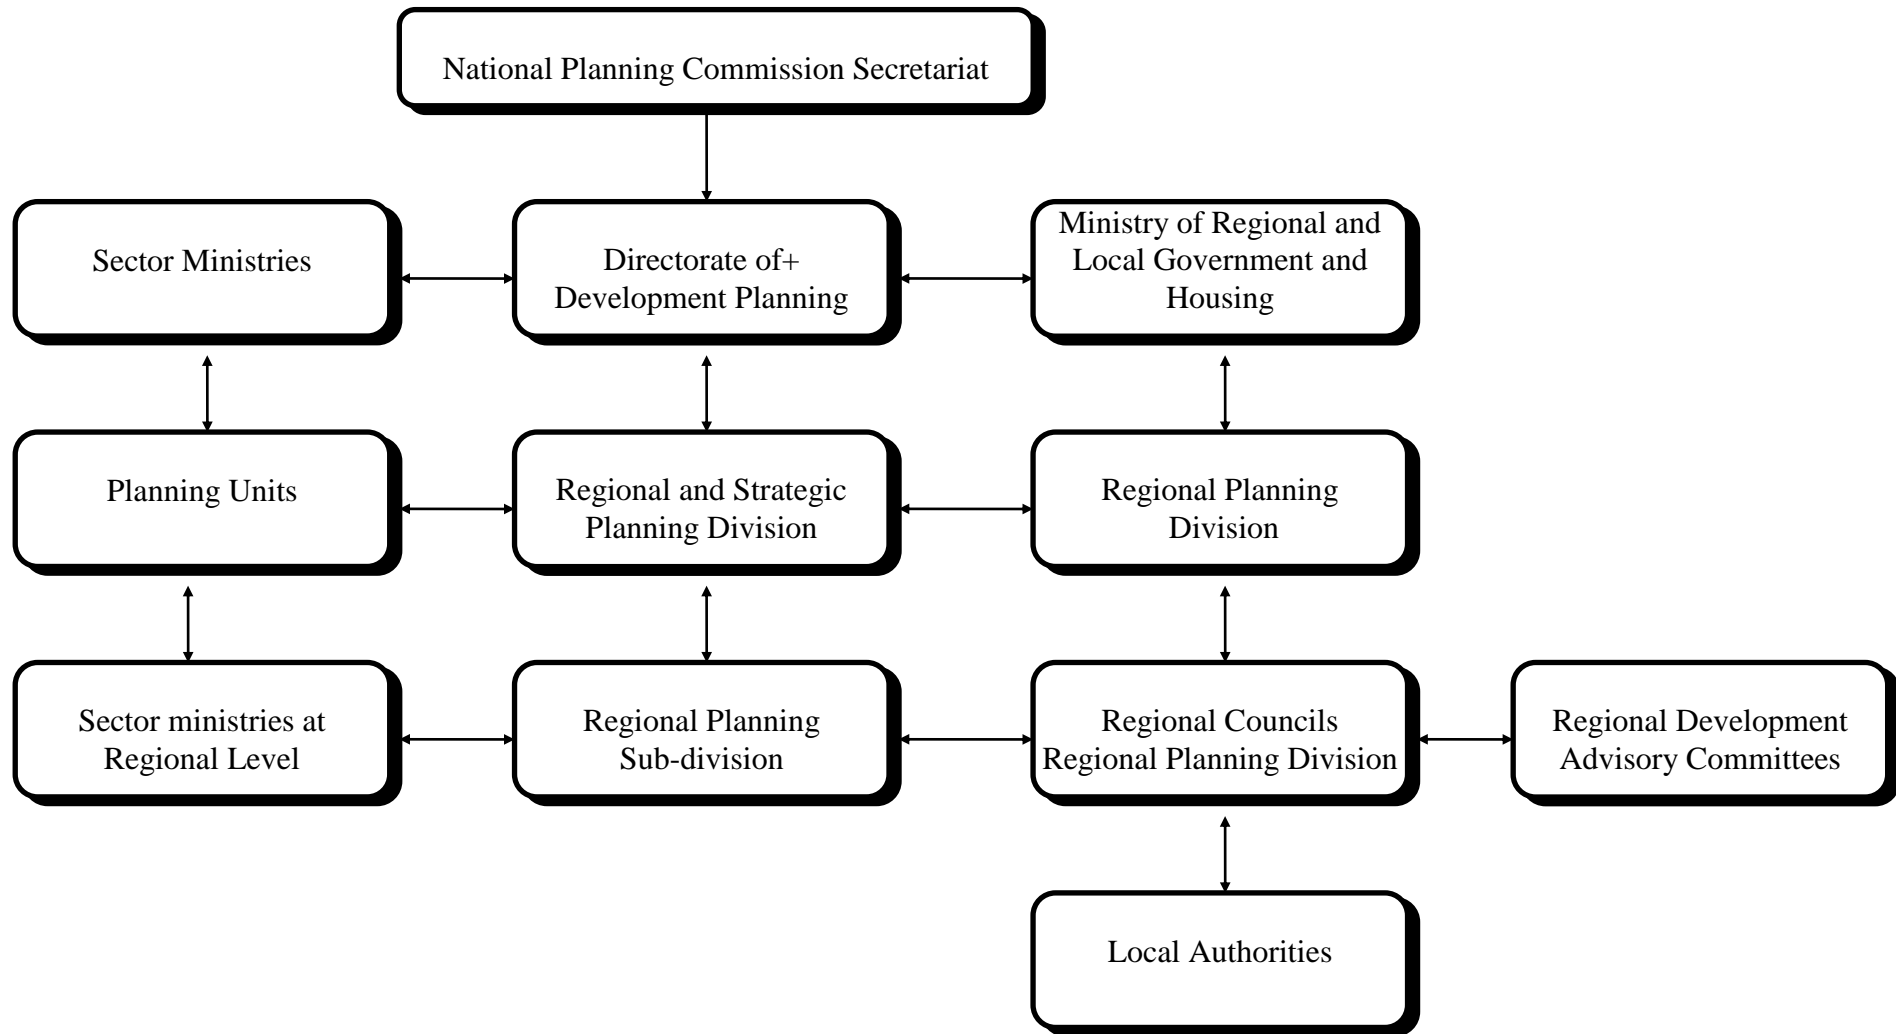 National Planning Commission Secretariat
Sector Ministries
Directorate of+
Development Planning
Ministry of Regional and
Local Government and
Housing
Planning Units
Regional and Strategic
Planning Division
Regional Planning
Division
Sector ministries at
Regional Level
Regional Planning
Sub-division
Regional Councils
Regional Planning Division
Regional Development
Advisory Committees
Local Authorities